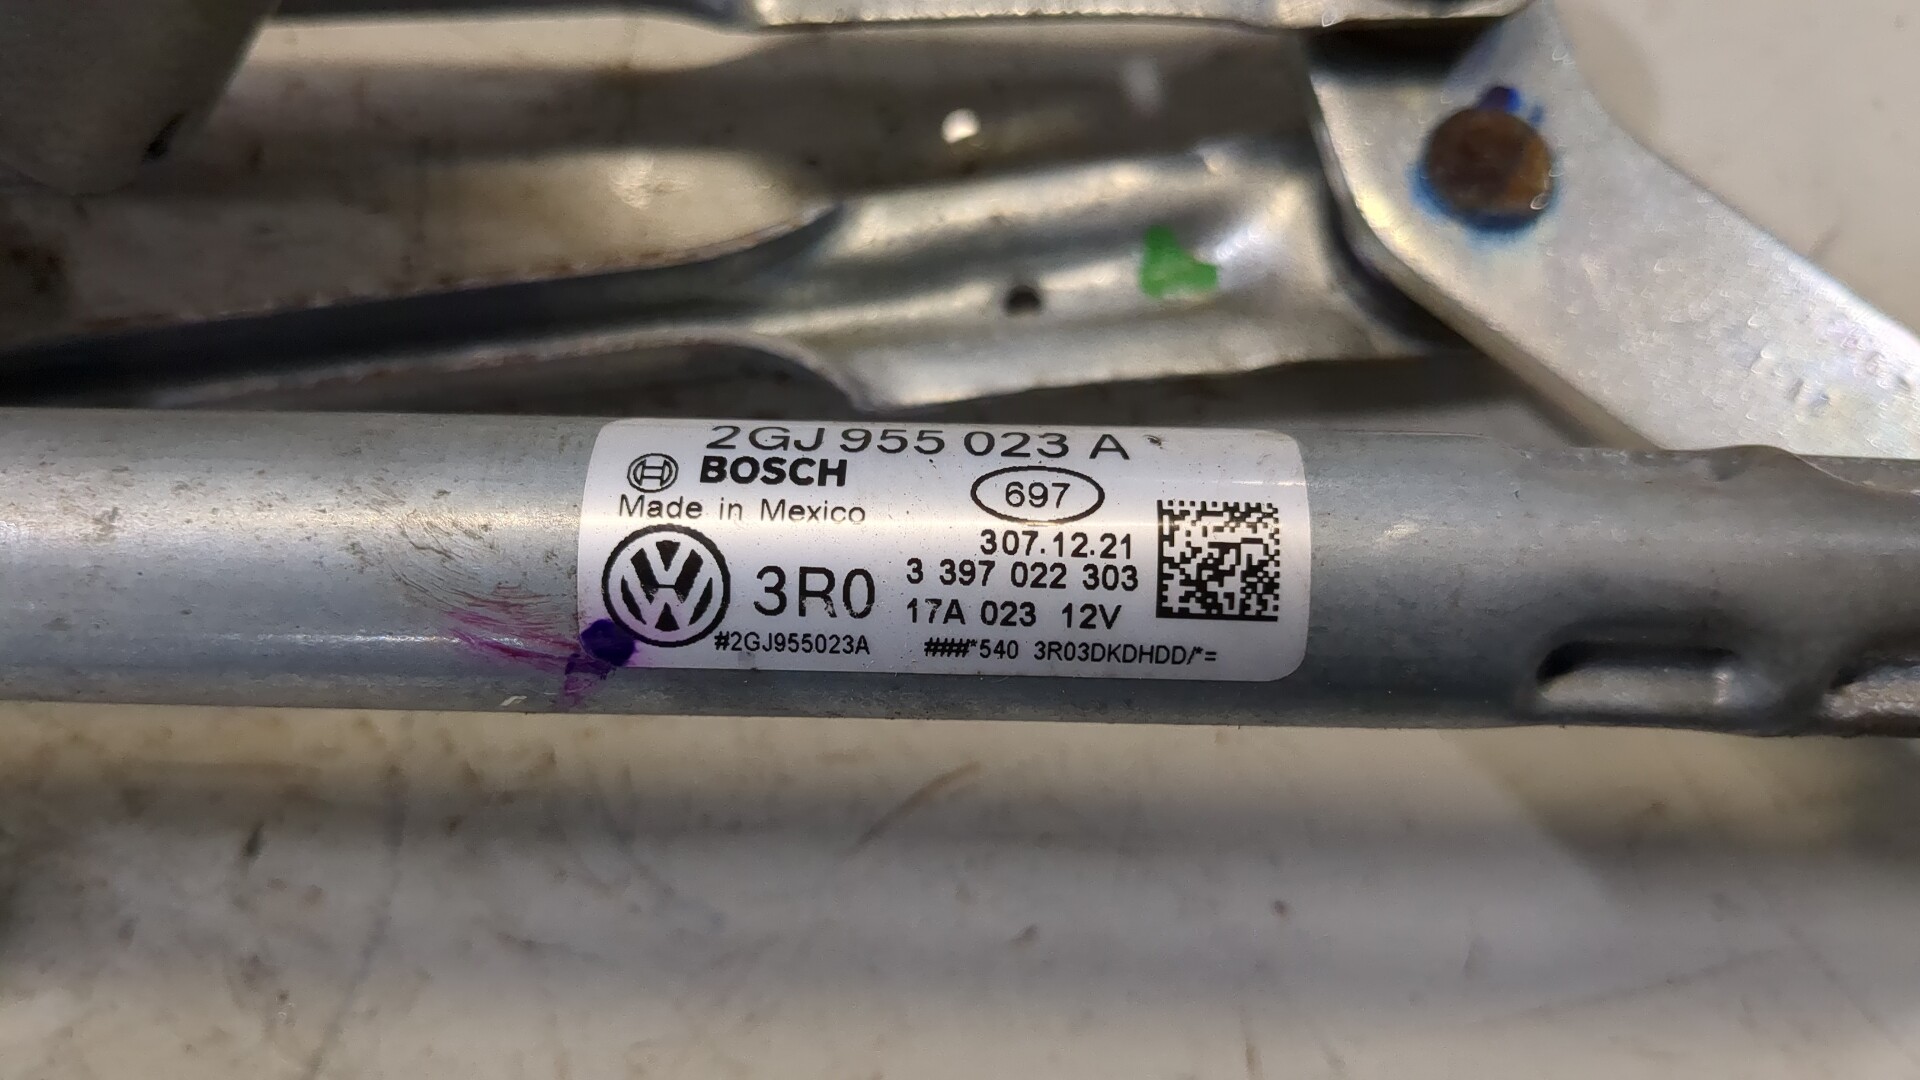 2GJ 955 023 A
BOSCH
Made in Mexico
697
307.12.21
3 397 022 303
3R0
17A 023 12V
#2GJ955023A ###*540 3R03DKDHDD/*=